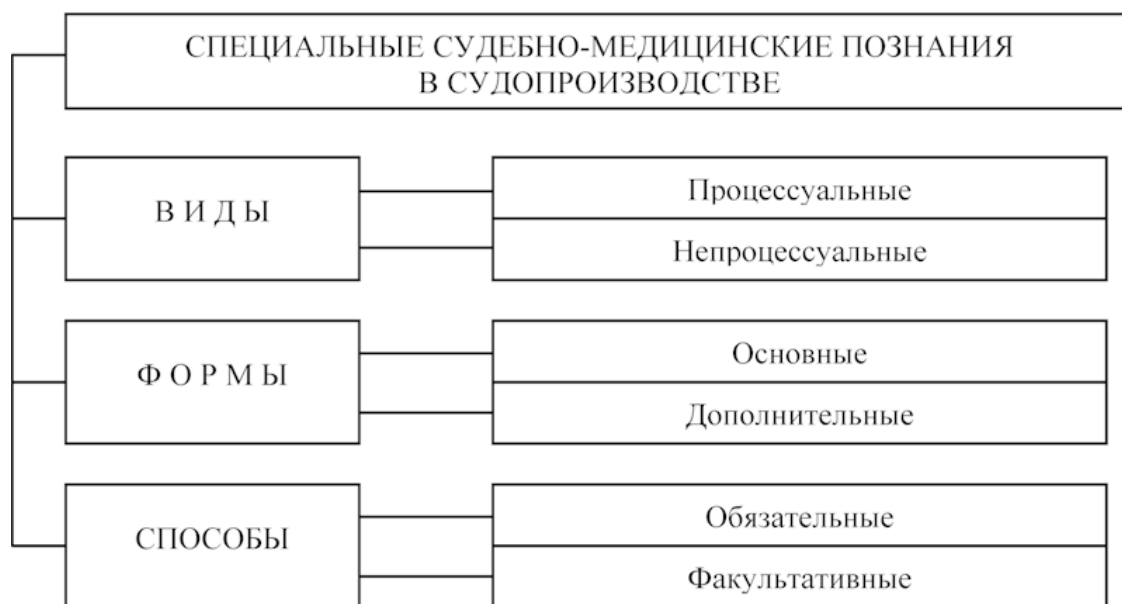 СПЕЦИАЛЬНЫЕ СУДЕБНО-МЕДИЦИНСКИЕ ПОЗНАНИЯ
В СУДОПРОИЗВОДСТВЕ
В И Д Ы
Процессуальные
Непроцессуальные
Ф О Р М Ы
Основные
Дополнительные
СПОСОБЫ
Обязательные
Факультативные